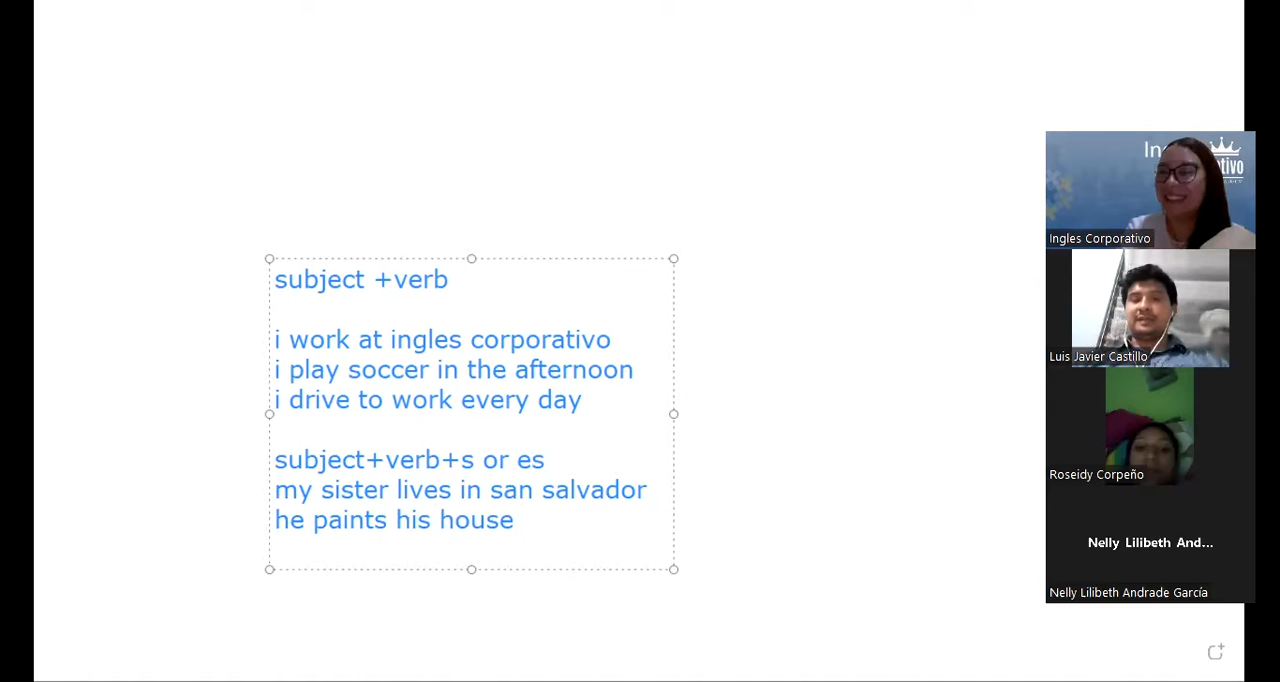 subject +verb
i work at ingles corporativo
i play soccer in the afternoon
i drive to work every day
subject+verb+s or es
my sister lives in san salvador
he paints his house
Ingles Corporativo
Luis Javier Castillo
Roseidy Corpeño
Nelly Lilibeth And...
Nelly Lilibeth Andrade García